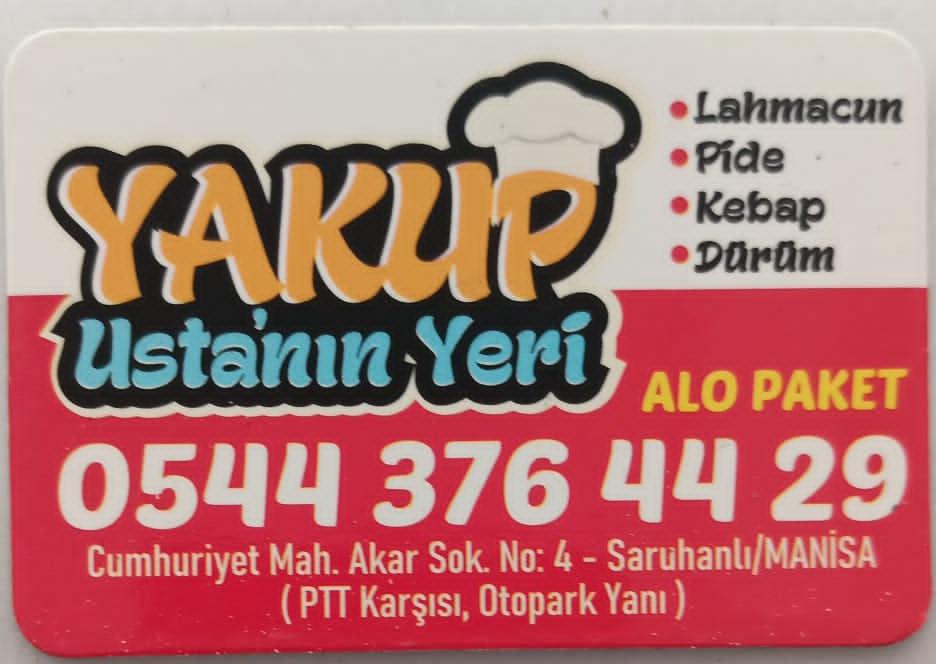 YAKUP
Usta'nın Yeri
• Lahmacun
• Pide
• Kebap
• Dürüm
ALO PAKET
0544 376 44 29
Cumhuriyet Mah. Akar Sok. No: 4 - Saruhanlı/MANİSA
( PTT Karşısı, Otopark Yanı )